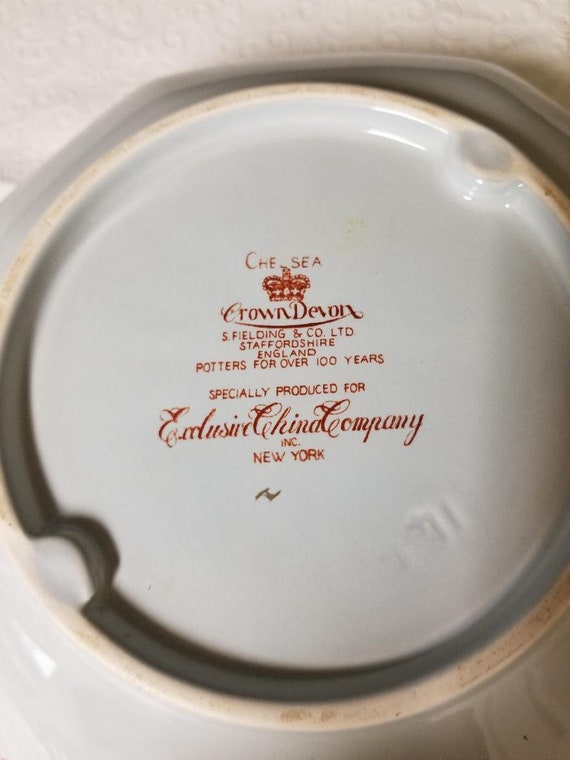 CHELSEA
Crown Devon
S. FIELDING & CO. LTD
STAFFORDSHIRE
ENGLAND
POTTERS FOR OVER 100 YEARS
SPECIALLY PRODUCED FOR
Exclusive China Company
INC.
NEW YORK